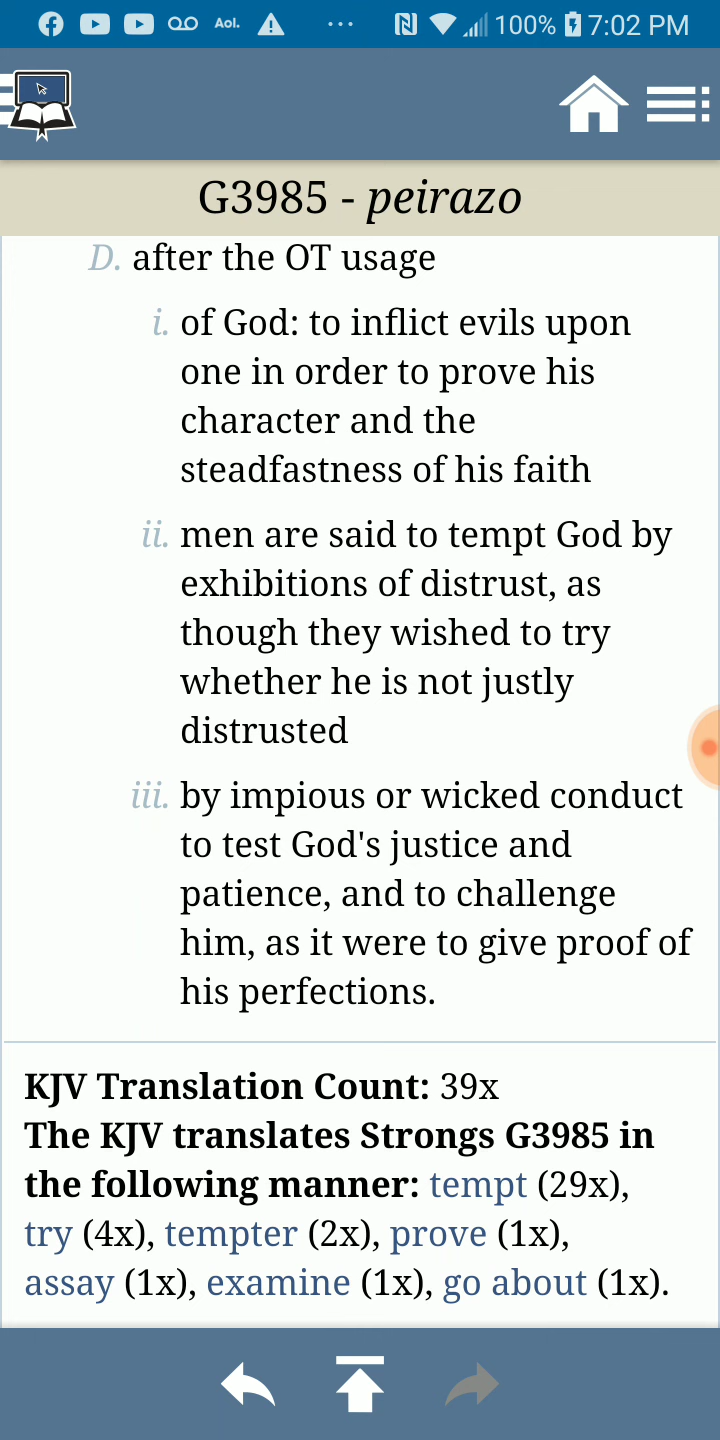 Aol. ... 100% 7:02 PM
G3985 - peirazo
D. after the OT usage
i. of God: to inflict evils upon
one in order to prove his
character and the
steadfastness of his faith
ii. men are said to tempt God by
exhibitions of distrust, as
though they wished to try
whether he is not justly
distrusted
iii. by impious or wicked conduct
to test God's justice and
patience, and to challenge
him, as it were to give proof of
his perfections.
KJV Translation Count: 39x
The KJV translates Strongs G3985 in
the following manner: tempt (29x),
try (4x), tempter (2x), prove (1x),
assay (1x), examine (1x), go about (1x).